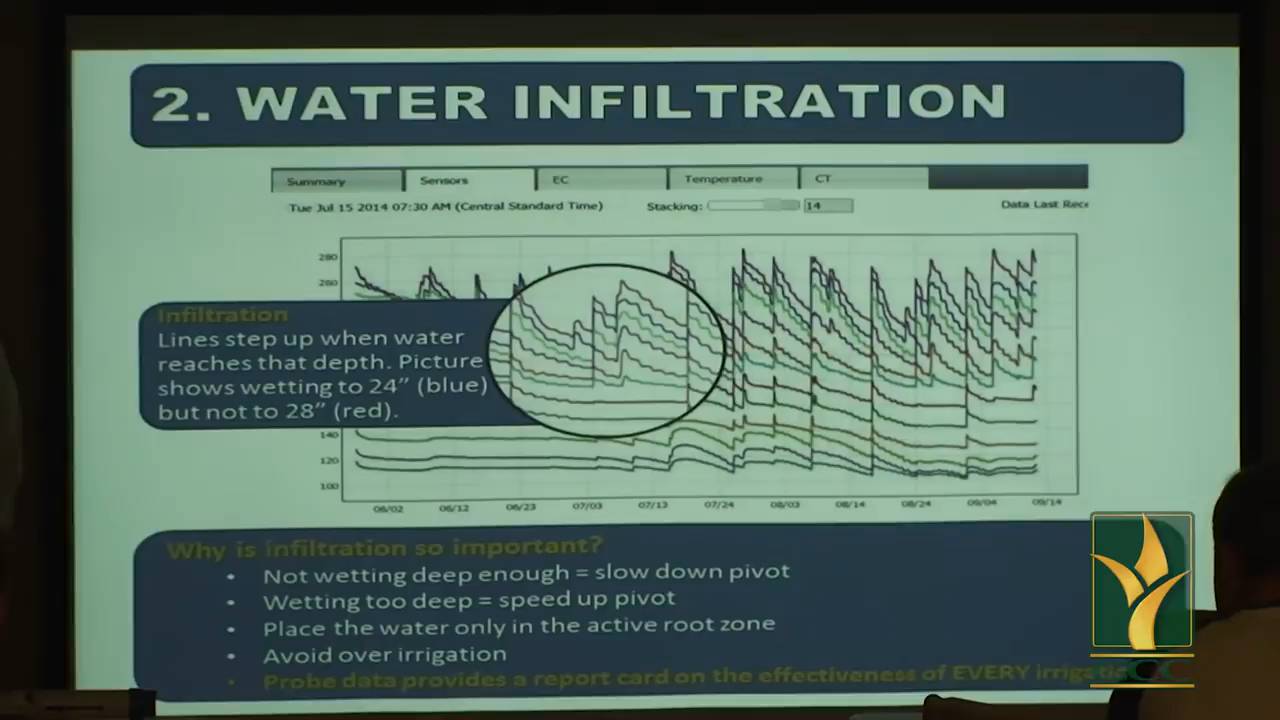 2. WATER INFILTRATION
Summary Sensors EC Temperature CT
Tue Jul 15 2014 07:30 AM (Central Standard Time) Stacking: 14 Data Last Rece
280
260
Infiltration
Lines step up when water
reaches that depth. Picture
shows wetting to 24” (blue)
but not to 28” (red).
140
120
100
06/02 06/12 06/23 07/03 07/13 07/24 08/03 08/14 08/24 09/04 09/14
Why is infiltration so important?
• Not wetting deep enough = slow down pivot
• Wetting too deep = speed up pivot
• Place the water only in the active root zone
• Avoid over irrigation
• Probe data provides a report card on the effectiveness of EVERY